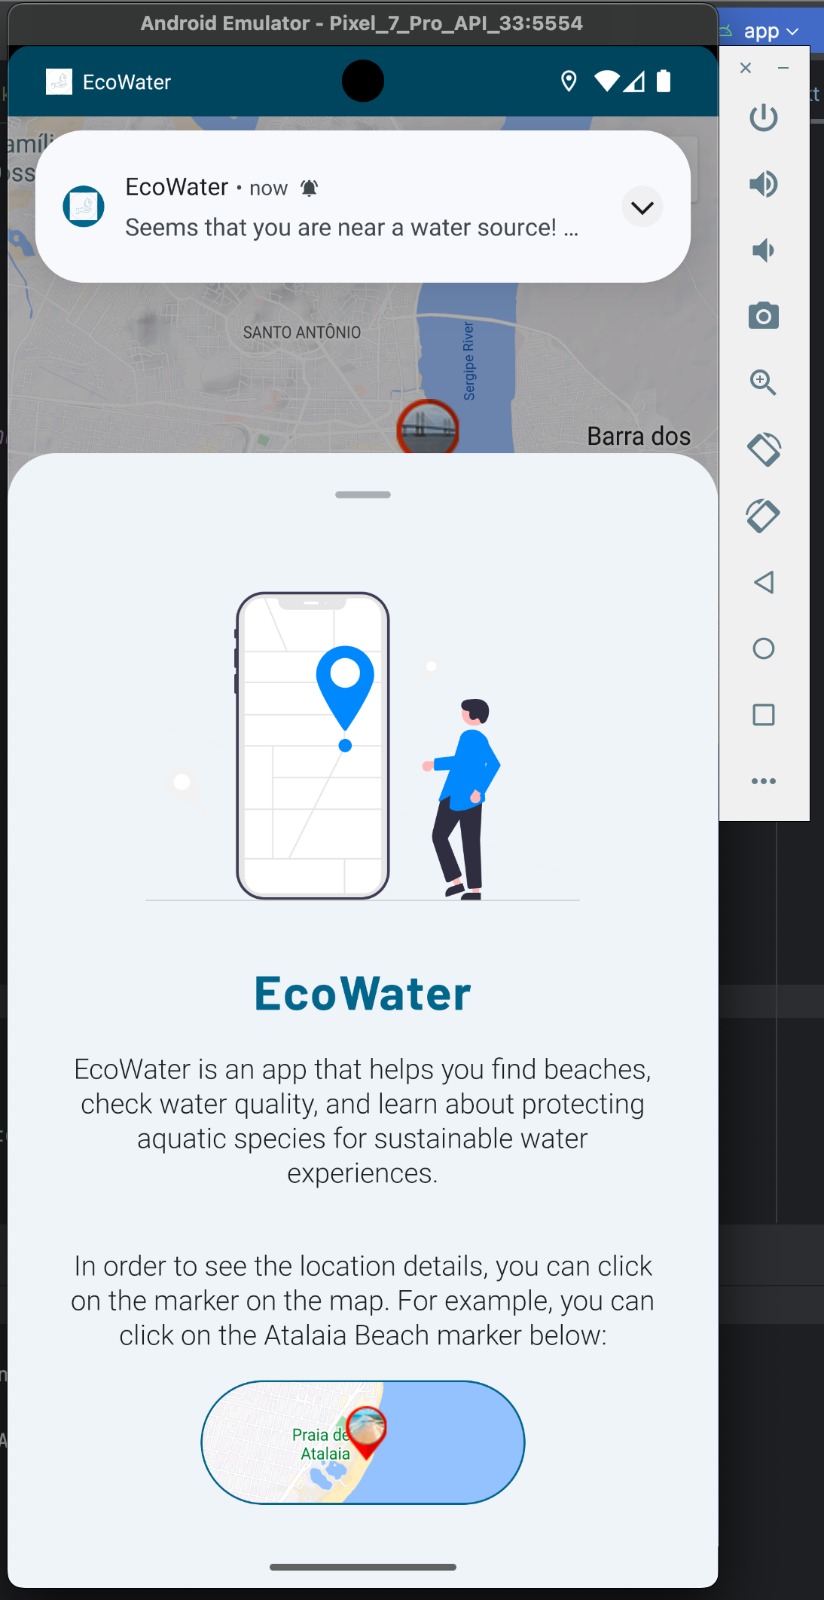 Android Emulator - Pixel_7_Pro_API_33:5554
app
EcoWater
EcoWater • now
Seems that you are near a water source! ...
SANTO ANTÔNIO
Sergipe River
Barra dos
EcoWater
EcoWater is an app that helps you find beaches,
check water quality, and learn about protecting
aquatic species for sustainable water
experiences.
In order to see the location details, you can click
on the marker on the map. For example, you can
click on the Atalaia Beach marker below:
Praia de
Atalaia